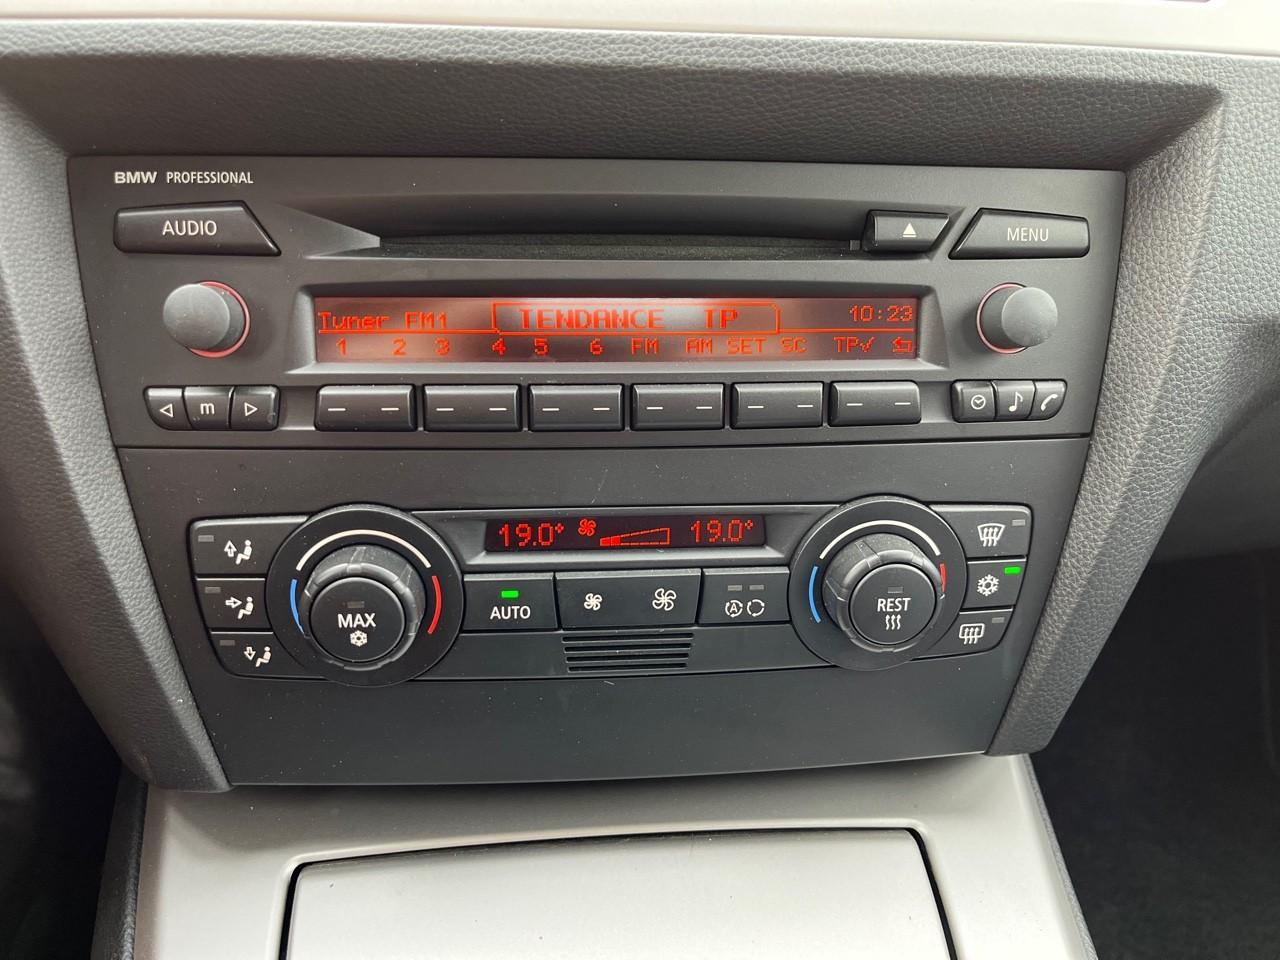 BMW PROFESSIONAL
AUDIO
MENU
Tuner FM1 TENDANCE TP 10:23
1 2 3 4 5 6 FM AM SET SC TP✓
m
19.0° 19.0°
MAX
AUTO
A
REST